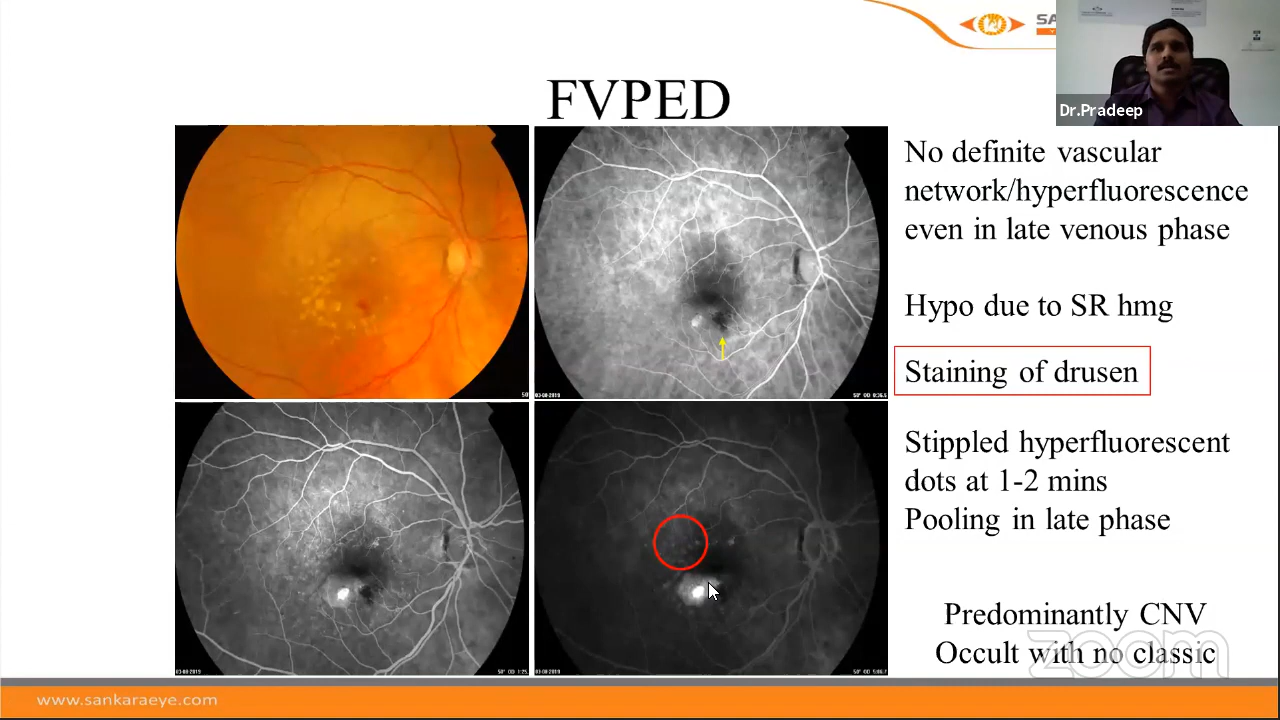 SA
Dr.Pradeep
FVPED
No definite vascular
network/hyperfluorescence
even in late venous phase
Hypo due to SR hmg
Staining of drusen
Stippled hyperfluorescent
dots at 1-2 mins
Pooling in late phase
Predominantly CNV
Occult with no classic
zoom
www.sankaraeye.com